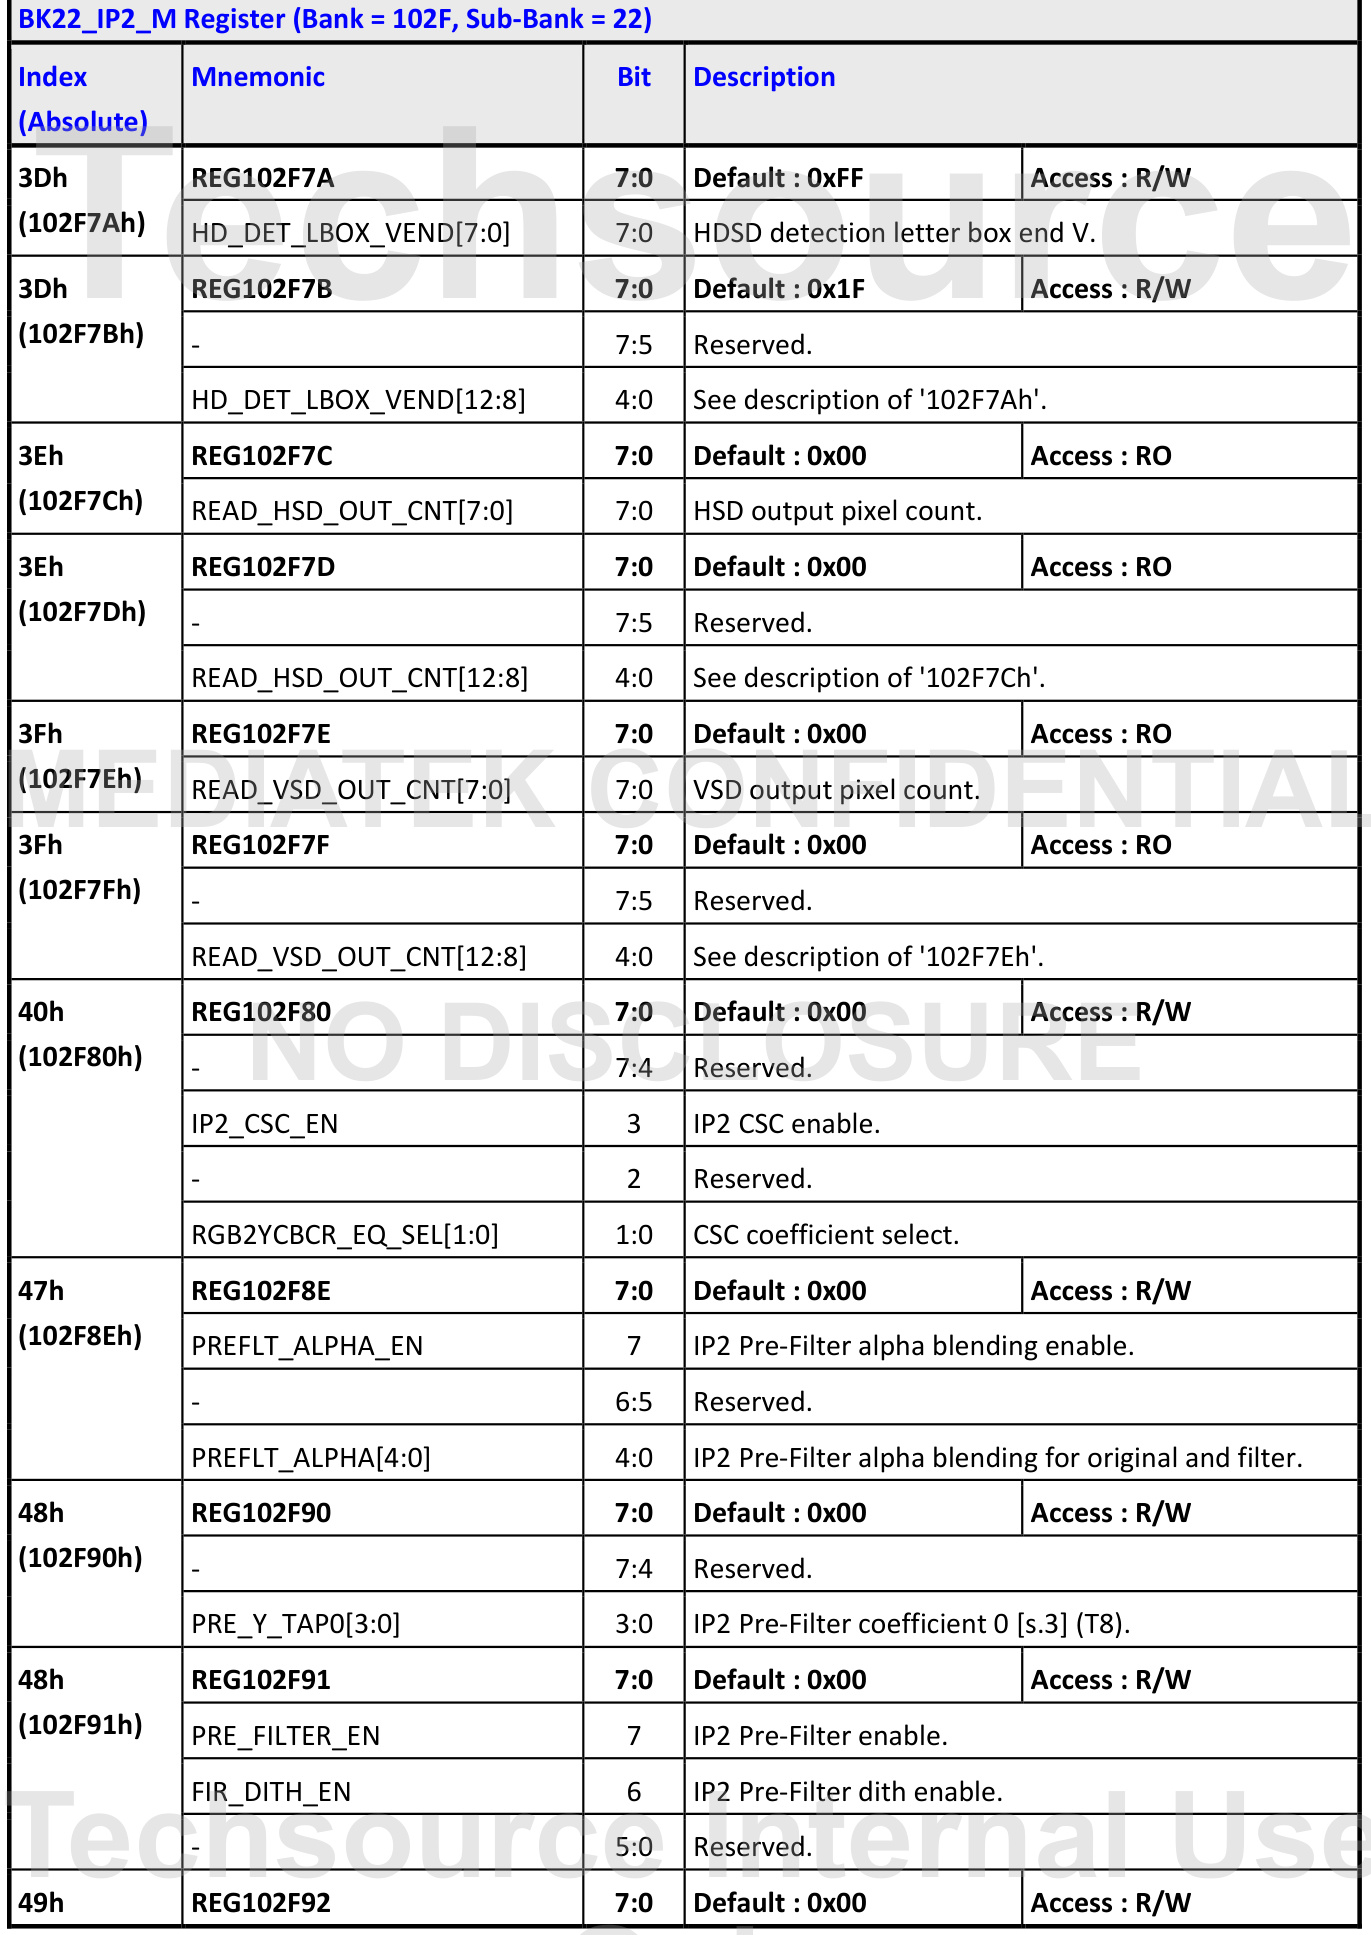 BK22_IP2_M Register (Bank = 102F, Sub-Bank = 22)
Index (Absolute) Mnemonic Bit Description
3Dh (102F7Ah) REG102F7A 7:0 Default : 0xFF Access : R/W
HD_DET_LBOX_VEND[7:0] 7:0 HDSD detection letter box end V.
3Dh (102F7Bh) REG102F7B 7:0 Default : 0x1F Access : R/W
- 7:5 Reserved.
HD_DET_LBOX_VEND[12:8] 4:0 See description of '102F7Ah'.
3Eh (102F7Ch) REG102F7C 7:0 Default : 0x00 Access : RO
READ_HSD_OUT_CNT[7:0] 7:0 HSD output pixel count.
3Eh (102F7Dh) REG102F7D 7:0 Default : 0x00 Access : RO
- 7:5 Reserved.
READ_HSD_OUT_CNT[12:8] 4:0 See description of '102F7Ch'.
3Fh (102F7Eh) REG102F7E 7:0 Default : 0x00 Access : RO
READ_VSD_OUT_CNT[7:0] 7:0 VSD output pixel count.
3Fh (102F7Fh) REG102F7F 7:0 Default : 0x00 Access : RO
- 7:5 Reserved.
READ_VSD_OUT_CNT[12:8] 4:0 See description of '102F7Eh'.
40h (102F80h) REG102F80 7:0 Default : 0x00 Access : R/W
- 7:4 Reserved.
IP2_CSC_EN 3 IP2 CSC enable.
- 2 Reserved.
RGB2YCBCR_EQ_SEL[1:0] 1:0 CSC coefficient select.
47h (102F8Eh) REG102F8E 7:0 Default : 0x00 Access : R/W
PREFLT_ALPHA_EN 7 IP2 Pre-Filter alpha blending enable.
- 6:5 Reserved.
PREFLT_ALPHA[4:0] 4:0 IP2 Pre-Filter alpha blending for original and filter.
48h (102F90h) REG102F90 7:0 Default : 0x00 Access : R/W
- 7:4 Reserved.
PRE_Y_TAP0[3:0] 3:0 IP2 Pre-Filter coefficient 0 [s.3] (T8).
48h (102F91h) REG102F91 7:0 Default : 0x00 Access : R/W
PRE_FILTER_EN 7 IP2 Pre-Filter enable.
FIR_DITH_EN 6 IP2 Pre-Filter dith enable.
- 5:0 Reserved.
49h REG102F92 7:0 Default : 0x00 Access : R/W
Techsource
MEDIATEK CONFIDENTIAL
NO DISCLOSURE
Techsource Internal Use